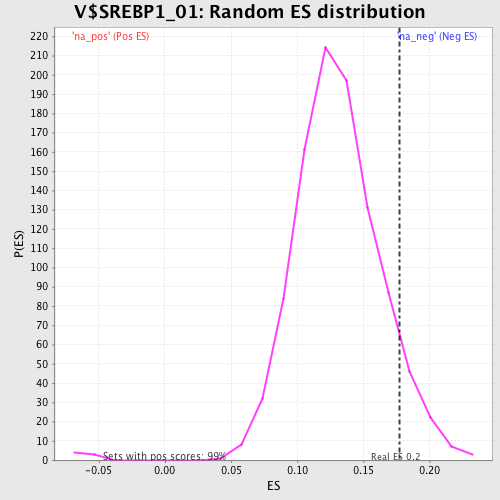 V$SREBP1_01: Random ES distribution
'na_pos' (Pos ES)
'na_neg' (Neg ES)
220
210
200
190
180
170
160
150
140
130
120
110
100
90
80
70
60
50
40
30
20
10
0
P(ES)
Sets with pos scores: 99%
Real ES 0.2
-0.05 0.00 0.05 0.10 0.15 0.20
ES